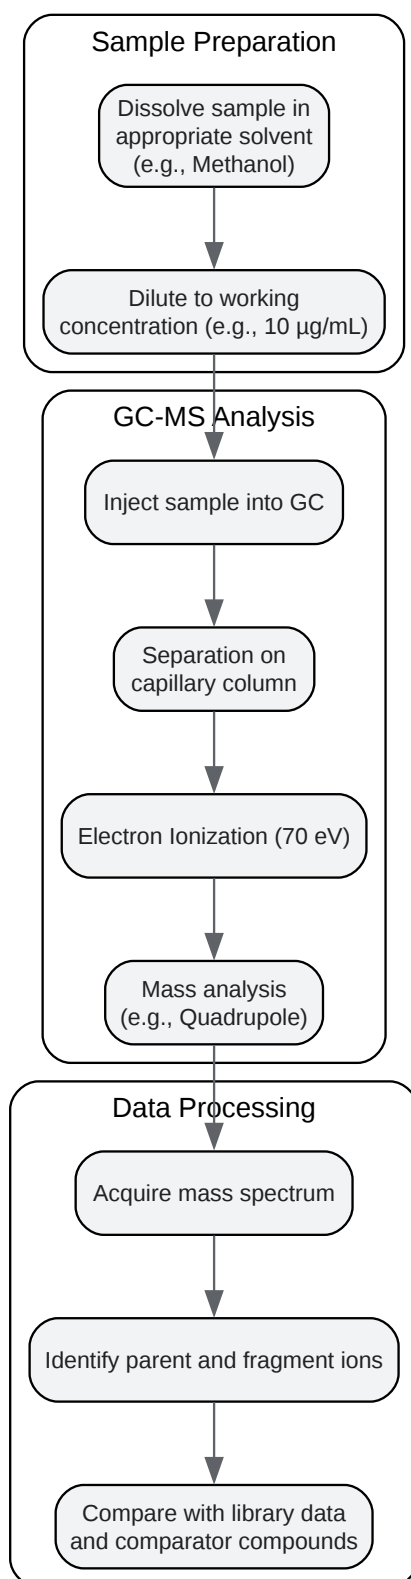 Sample Preparation
Dissolve sample in
appropriate solvent
(e.g., Methanol)
Dilute to working
concentration (e.g., 10 µg/mL)
GC-MS Analysis
Inject sample into GC
Separation on
capillary column
Electron Ionization (70 eV)
Mass analysis
(e.g., Quadrupole)
Data Processing
Acquire mass spectrum
Identify parent and fragment ions
Compare with library data
and comparator compounds